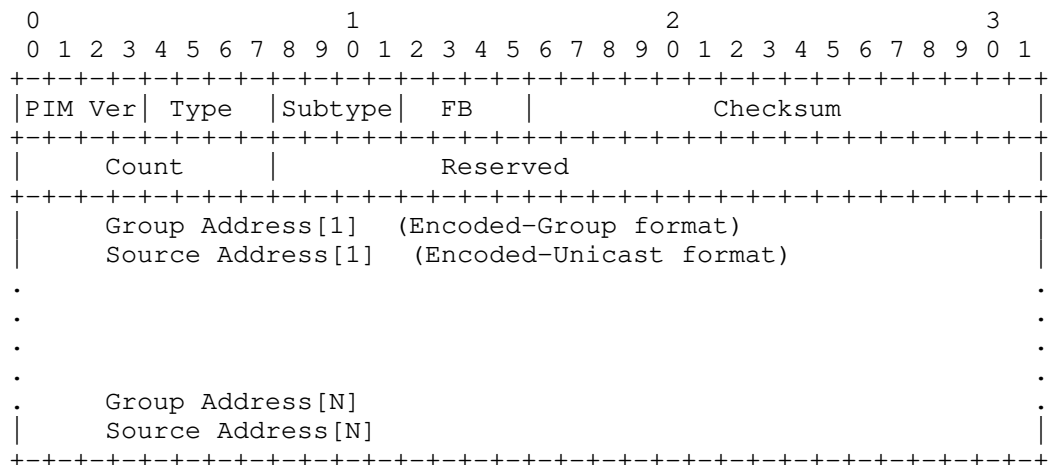 0                   1                   2                   3
 0 1 2 3 4 5 6 7 8 9 0 1 2 3 4 5 6 7 8 9 0 1 2 3 4 5 6 7 8 9 0 1
+-+-+-+-+-+-+-+-+-+-+-+-+-+-+-+-+-+-+-+-+-+-+-+-+-+-+-+-+-+-+-+-+
|PIM Ver| Type  |Subtype|  FB   |           Checksum            |
+-+-+-+-+-+-+-+-+-+-+-+-+-+-+-+-+-+-+-+-+-+-+-+-+-+-+-+-+-+-+-+-+
|     Count     |          Reserved                             |
+-+-+-+-+-+-+-+-+-+-+-+-+-+-+-+-+-+-+-+-+-+-+-+-+-+-+-+-+-+-+-+-+
|     Group Address[1]  (Encoded-Group format)                  |
|     Source Address[1]  (Encoded-Unicast format)               |
.                                                               .
.                                                               .
.                                                               .
.                                                               .
.     Group Address[N]                                          .
|     Source Address[N]                                         |
+-+-+-+-+-+-+-+-+-+-+-+-+-+-+-+-+-+-+-+-+-+-+-+-+-+-+-+-+-+-+-+-+